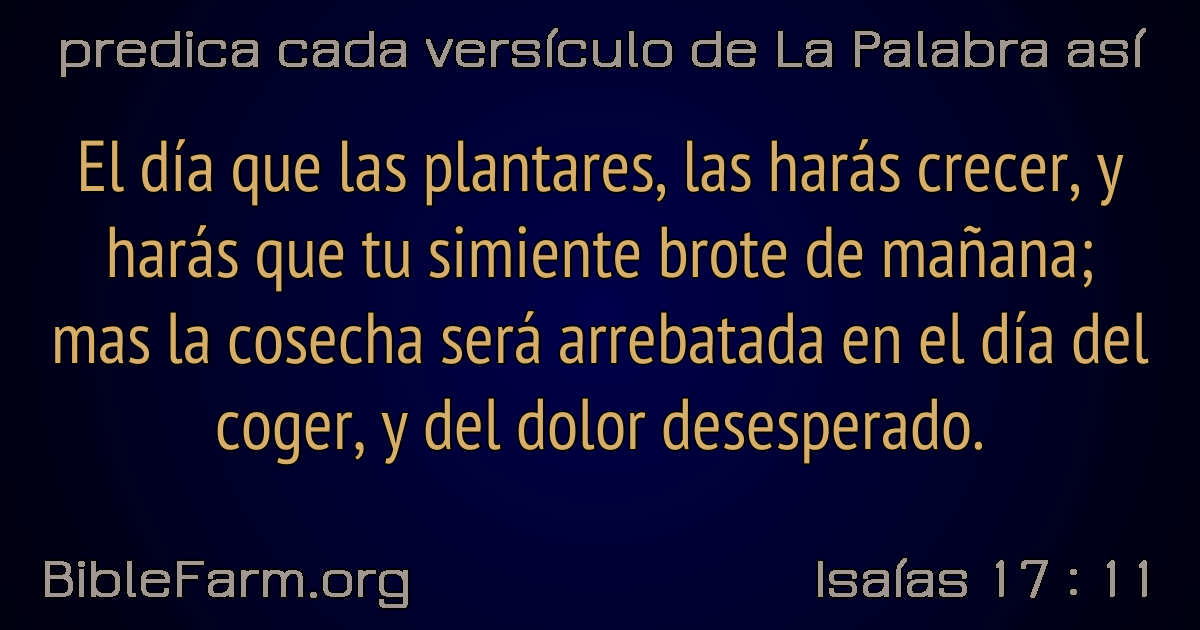 predica cada versículo de La Palabra así
El día que las plantares, las harás crecer, y
harás que tu simiente brote de mañana;
mas la cosecha será arrebatada en el día del
coger, y del dolor desesperado.
BibleFarm.org
Isaías 17 : 11